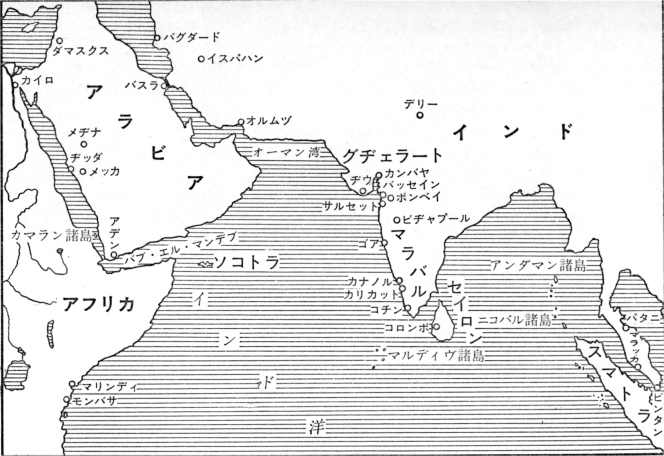 バグダード
ダマスクス
イスパハン
カイロ
バスラ
アラビア
オルムヅ
デリー
インド
メヂナ
オーマン湾
グヂェラート
ヂッダ
メッカ
カンバヤ
ヂウ
バッセイン
ボンベイ
サルセット
アデン
カマラン諸島
バブ・エル・マンデブ
ビヂャプール
ゴア
マラバル
ソコトラ
アンダマン諸島
アフリカ
カナノル
カリカット
コチン
セイロン
コロンボ
ニコバル諸島
パタニ
マラッカ
マルディヴ諸島
スマトラ
ビンタン
マリンディ
モンバサ
インド洋